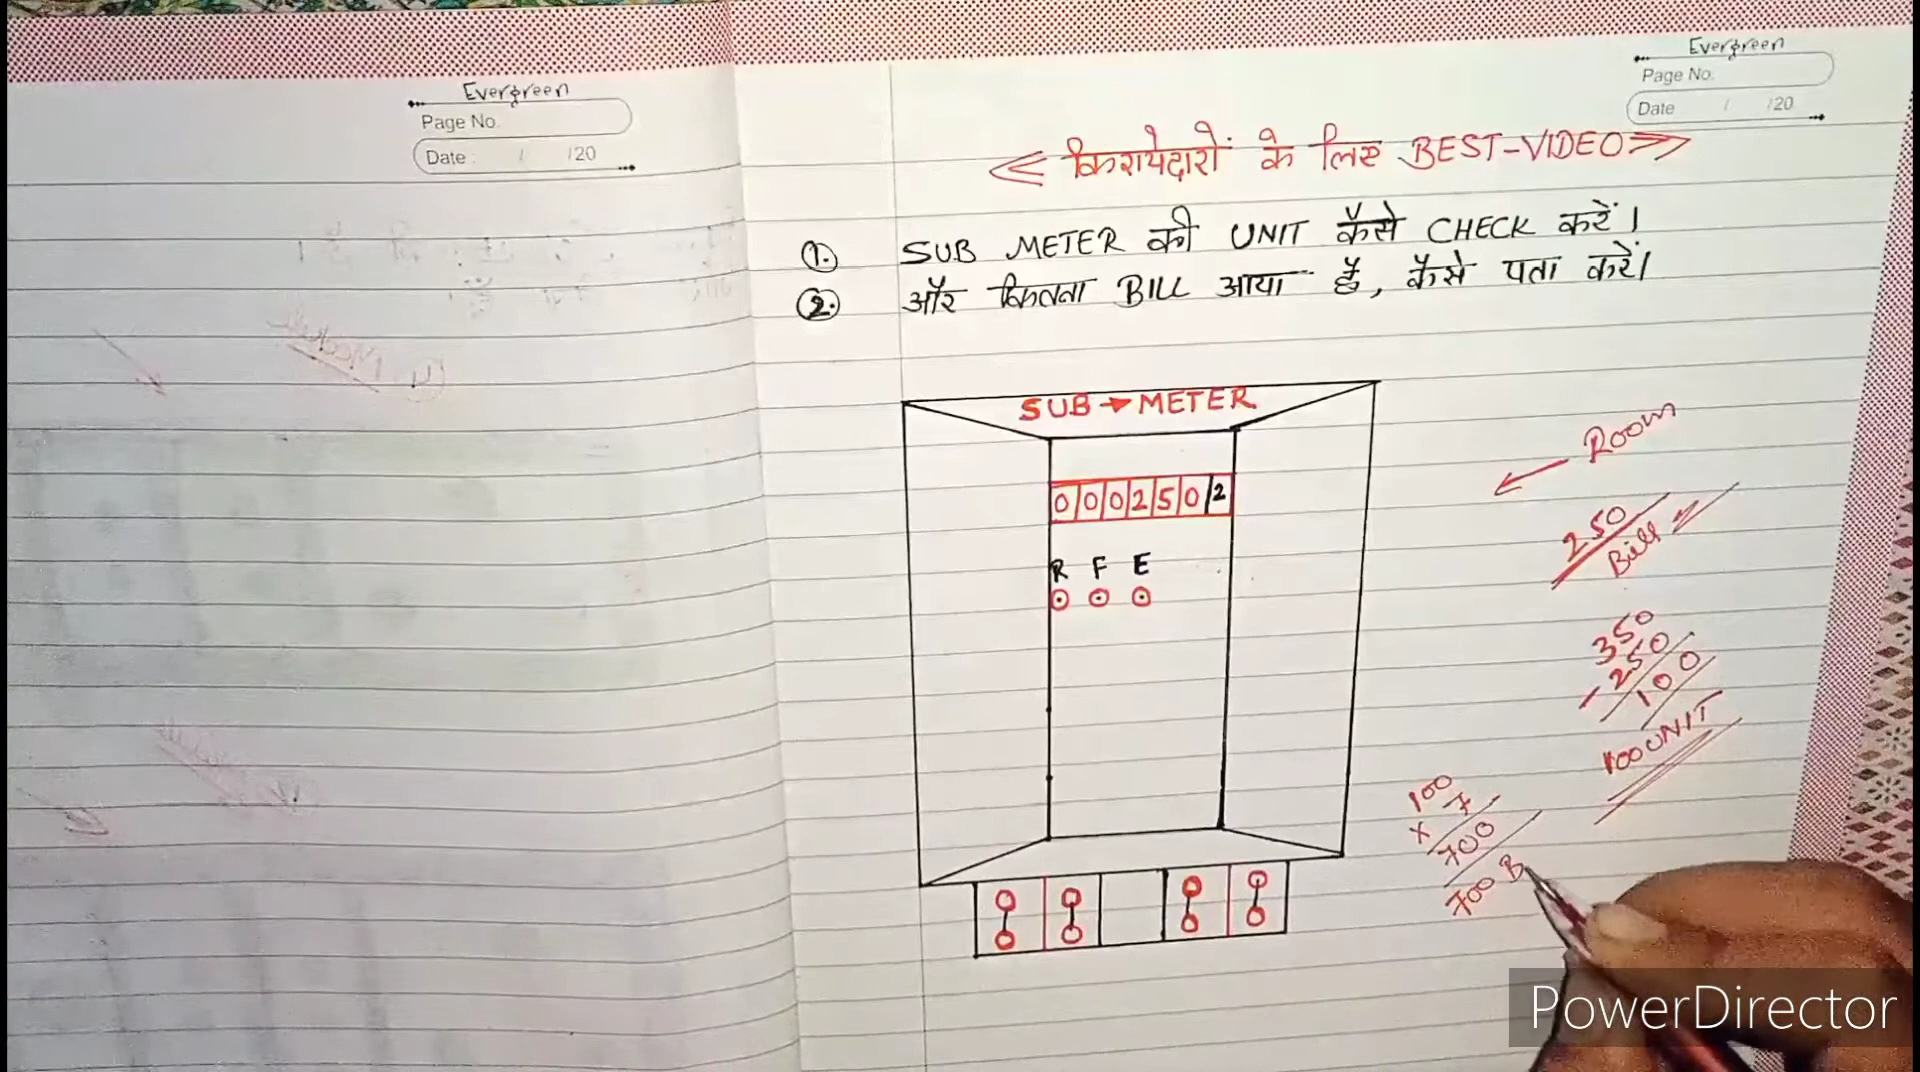 Evergreen
Page No.
Date / /20
Evergreen
Page No.
Date / /20
किरायेदारों के लिए BEST-VIDEO
1. SUB METER की UNIT कैसे CHECK करें।
2. और कितना BILL आया है, कैसे पता करें।
SUB METER
0 0 0 2 5 0 2
R F E
Room
250
Bill
350
- 250
100
100 UNIT
100
x 7
700
700 B
PowerDirector